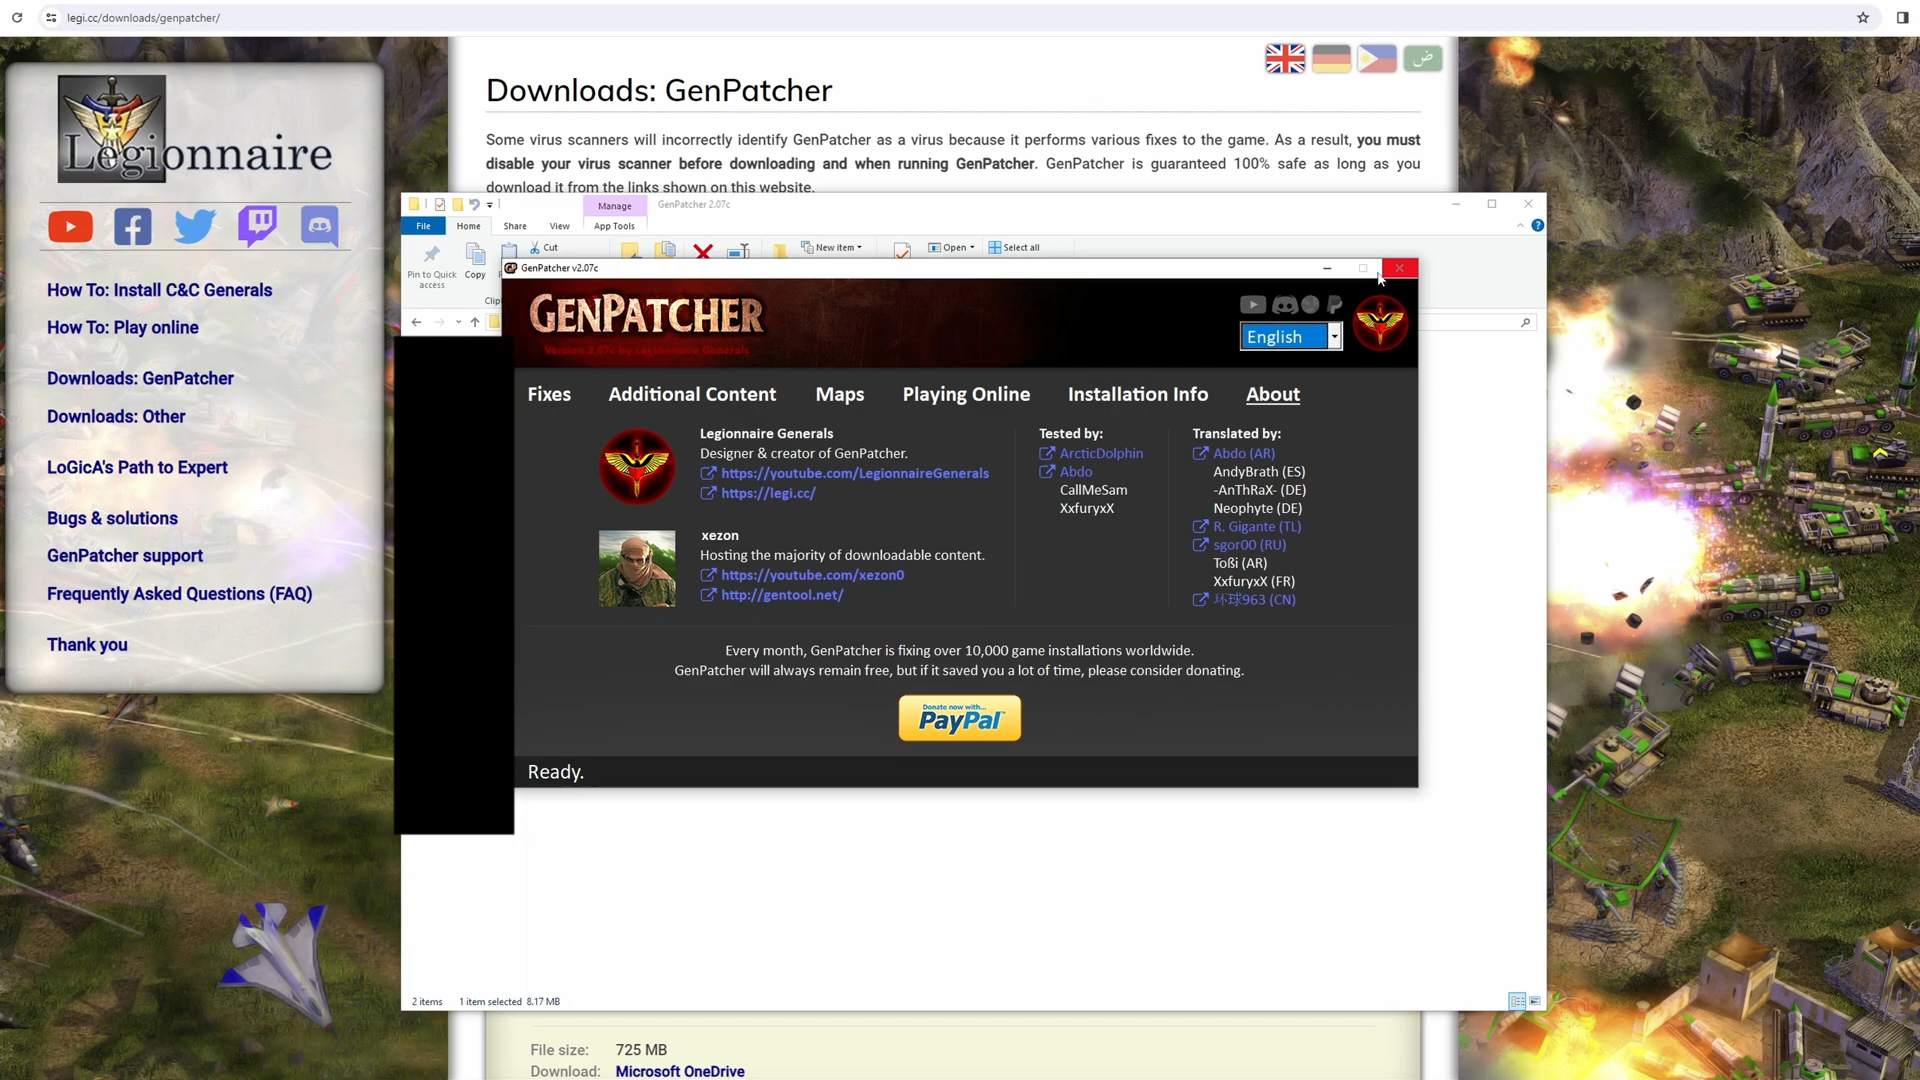 legi.cc/downloads/genpatcher/
Legionnaire
How To: Install C&C Generals
How To: Play online
Downloads: GenPatcher
Downloads: Other
LoGicA's Path to Expert
Bugs & solutions
GenPatcher support
Frequently Asked Questions (FAQ)
Thank you
ض
Downloads: GenPatcher
Some virus scanners will incorrectly identify GenPatcher as a virus because it performs various fixes to the game. As a result, you must
disable your virus scanner before downloading and when running GenPatcher. GenPatcher is guaranteed 100% safe as long as you
download it from the links shown on this website.
Manage
GenPatcher 2.07c
File
Home
Share
View
App Tools
Pin to Quick
access
Copy
Cut
New item
Open
Select all
GenPatcher v2.07c
GENPATCHER
Version 2.07c by Legionnaire Generals
English
Fixes
Additional Content
Maps
Playing Online
Installation Info
About
Legionnaire Generals
Designer & creator of GenPatcher.
https://youtube.com/LegionnaireGenerals
https://legi.cc/
xezon
Hosting the majority of downloadable content.
https://youtube.com/xezon0
http://gentool.net/
Tested by:
ArcticDolphin
Abdo
CallMeSam
XxfuryxX
Translated by:
Abdo (AR)
AndyBrath (ES)
-AnThRaX- (DE)
Neophyte (DE)
R. Gigante (TL)
sgor00 (RU)
Toßi (AR)
XxfuryxX (FR)
环球963 (CN)
Every month, GenPatcher is fixing over 10,000 game installations worldwide.
GenPatcher will always remain free, but if it saved you a lot of time, please consider donating.
Donate now with...
PayPal
Ready.
2 items
1 item selected 8.17 MB
File size: 725 MB
Download: Microsoft OneDrive